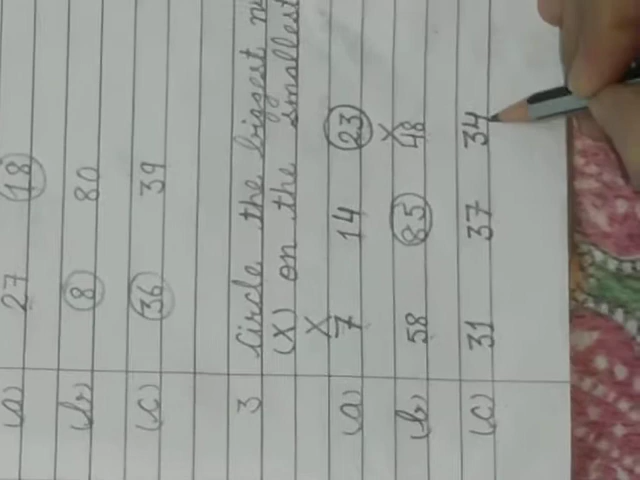 (a) 27 18
(b) 8 80
(c) 36 39
3 Circle the biggest
(X) on the smallest
X
(a) 7 14 23
X
(b) 58 85 48
(c) 31 37 34